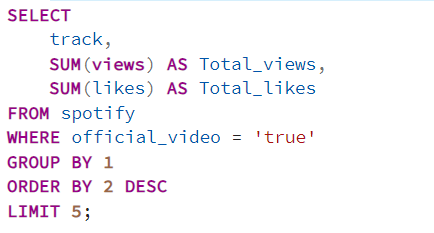 SELECT
    track,
    SUM(views) AS Total_views,
    SUM(likes) AS Total_likes
FROM spotify
WHERE official_video = 'true'
GROUP BY 1
ORDER BY 2 DESC
LIMIT 5;